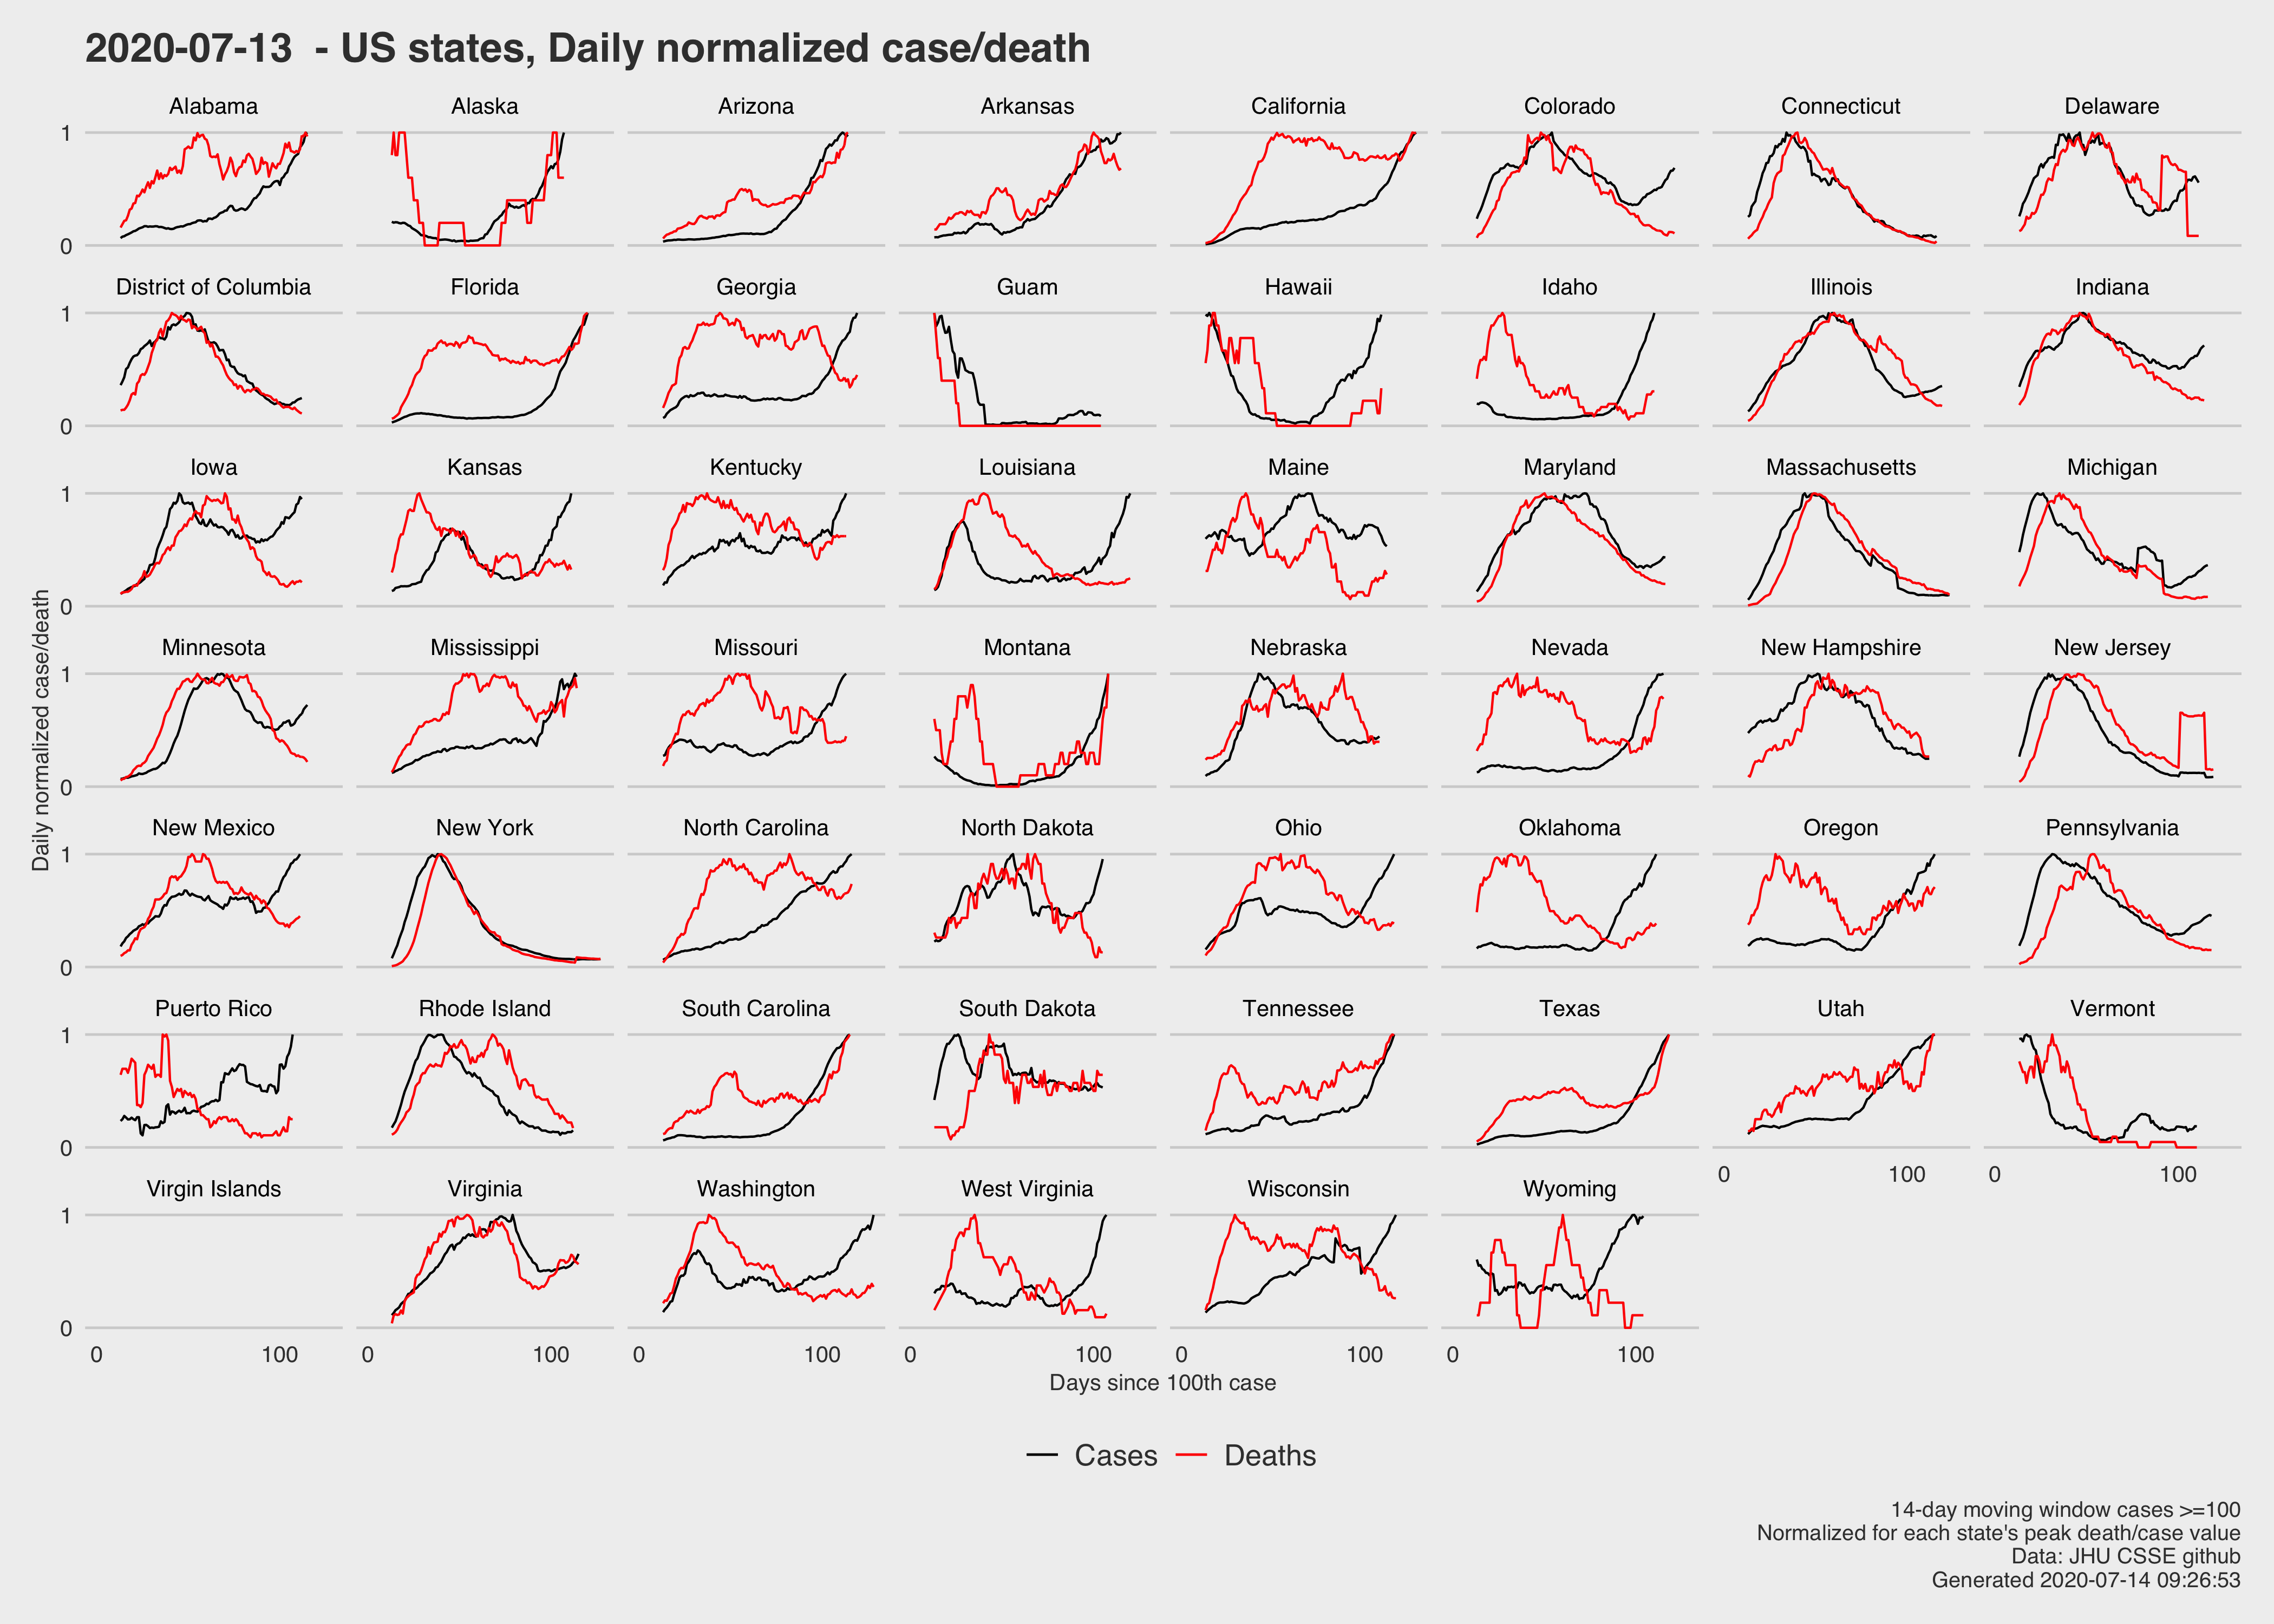 2020-07-13  - US states, Daily normalized case/death
Alabama
Alaska
Arizona
Arkansas
California
Colorado
Connecticut
Delaware
1
0
District of Columbia
Florida
Georgia
Guam
Hawaii
Idaho
Illinois
Indiana
1
0
Iowa
Kansas
Kentucky
Louisiana
Maine
Maryland
Massachusetts
Michigan
1
0
Minnesota
Mississippi
Missouri
Montana
Nebraska
Nevada
New Hampshire
New Jersey
1
0
New Mexico
New York
North Carolina
North Dakota
Ohio
Oklahoma
Oregon
Pennsylvania
1
0
Puerto Rico
Rhode Island
South Carolina
South Dakota
Tennessee
Texas
Utah
Vermont
1
0
0 100
0 100
Virgin Islands
Virginia
Washington
West Virginia
Wisconsin
Wyoming
1
0
0 100
0 100
0 100
0 100
0 100
0 100
Daily normalized case/death
Days since 100th case
Cases
Deaths
14-day moving window cases >=100
Normalized for each state's peak death/case value
Data: JHU CSSE github
Generated 2020-07-14 09:26:53